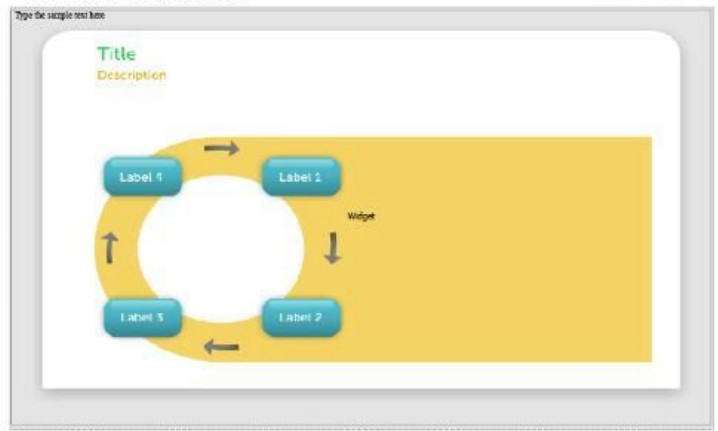 Type the sample text here
Title
Description
Label 4
Label 1
Widget
Label 3
Label 2